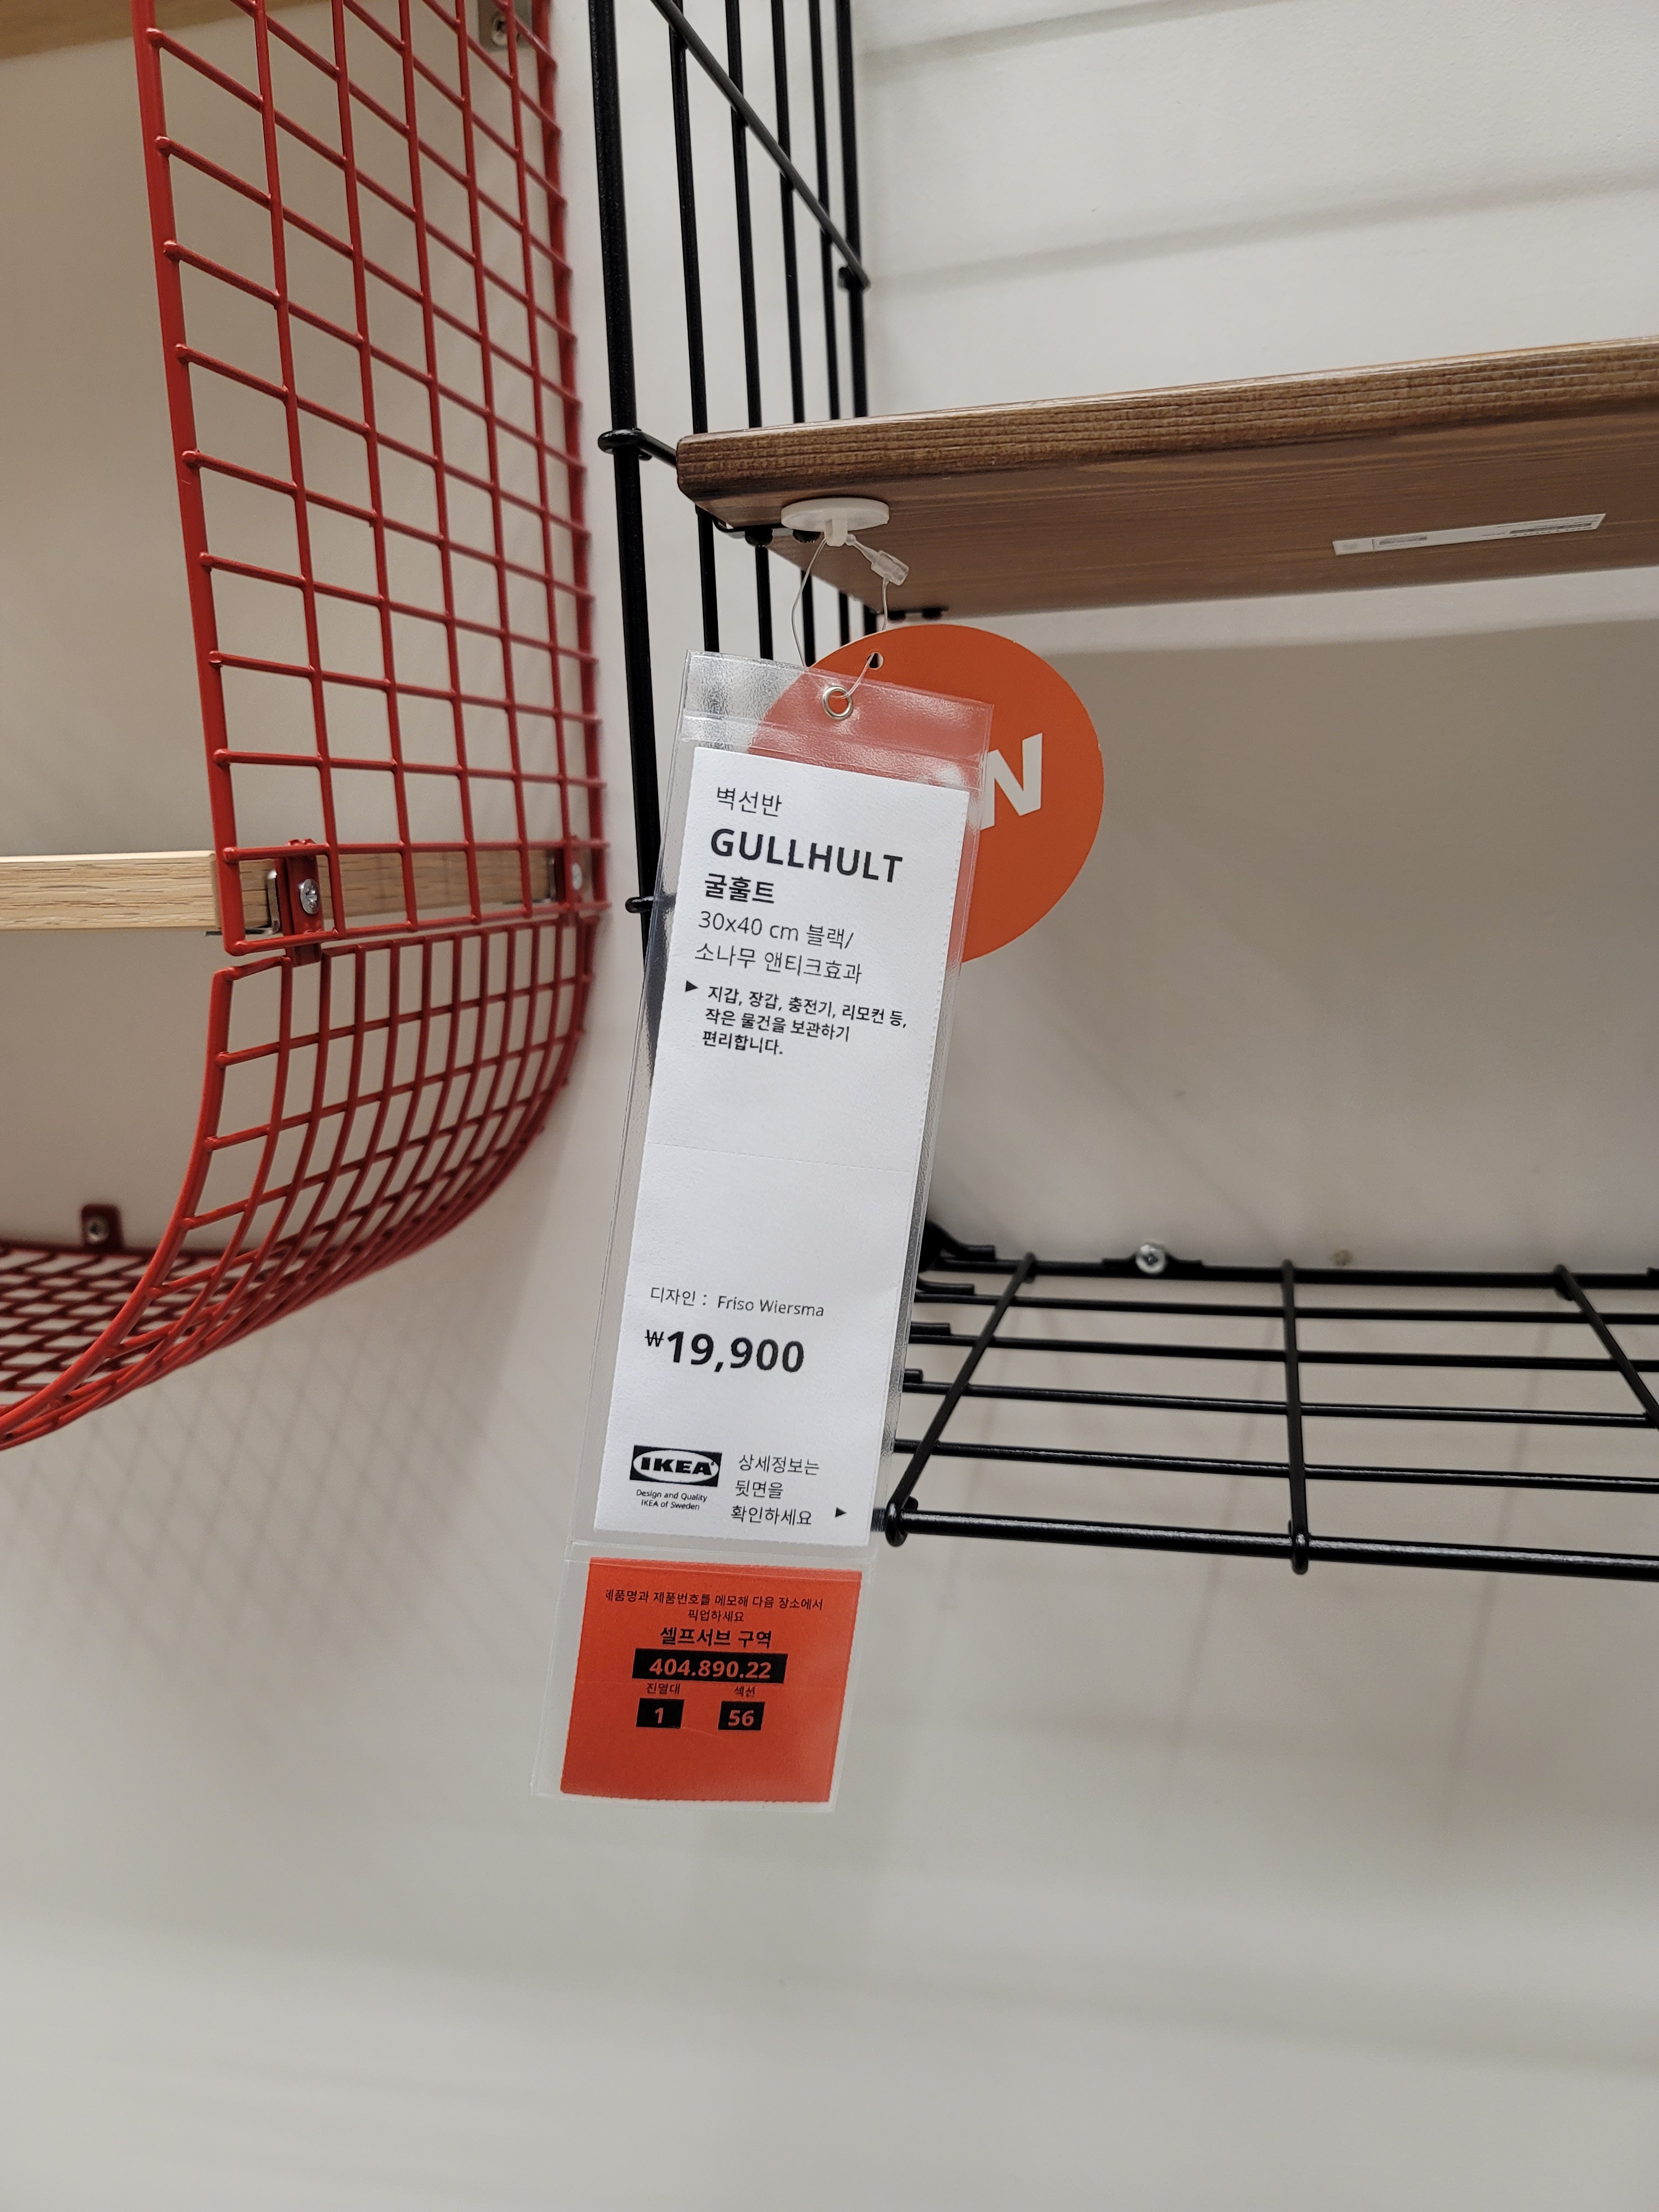 벽선반
GULLHULT
굴훌트
30x40 cm 블랙/
소나무 앤티크효과
▶ 지갑, 장갑, 충전기, 리모컨 등,
작은 물건을 보관하기
편리합니다.
디자인 : Friso Wiersma
₩19,900
IKEA
Design and Quality
IKEA of Sweden
상세정보는
뒷면을
확인하세요 ▶
제품명과 제품번호를 메모해 다음 장소에서
픽업하세요
셀프서브 구역
404.890.22
진열대 섹션
1 56